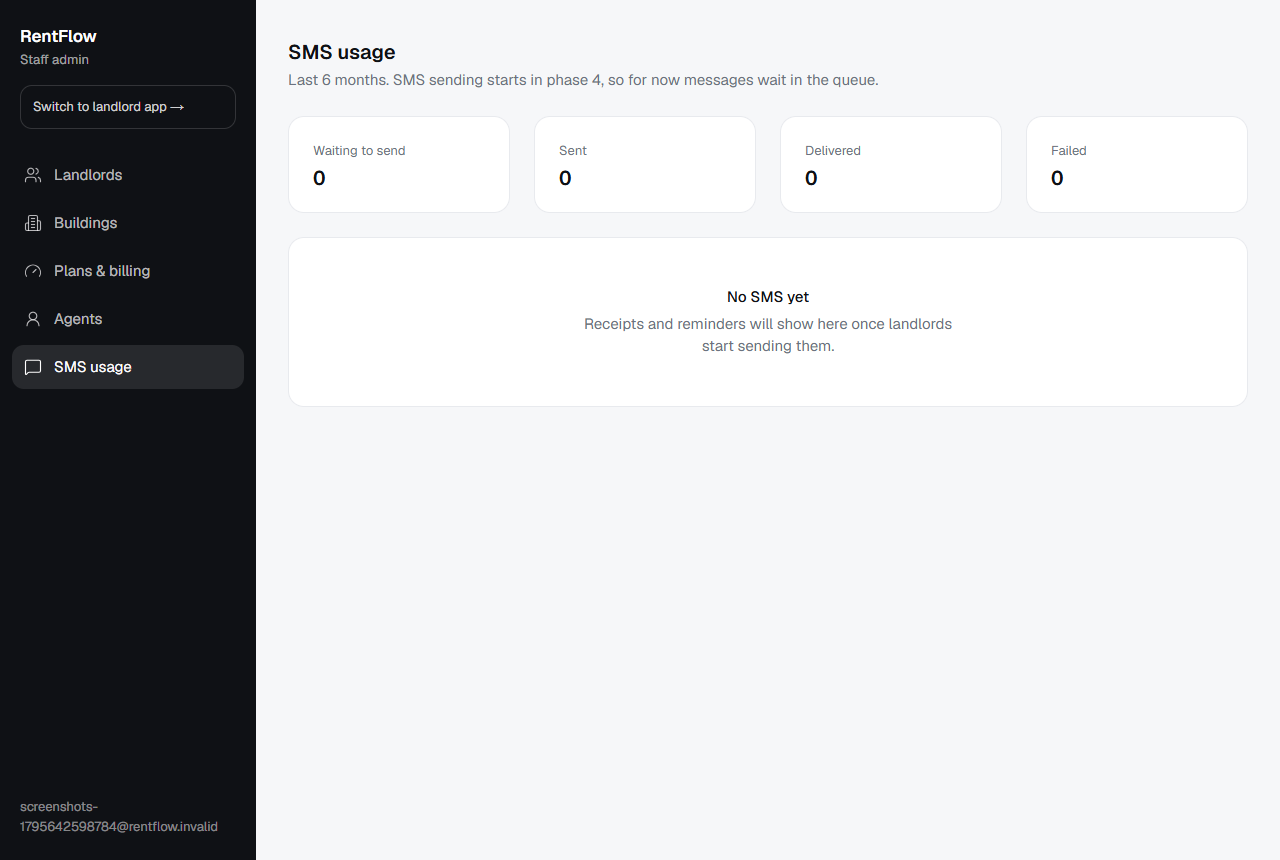 RentFlow
Staff admin
Switch to landlord app →
Landlords
Buildings
Plans & billing
Agents
SMS usage
screenshots-
1795642598784@rentflow.invalid
SMS usage
Last 6 months. SMS sending starts in phase 4, so for now messages wait in the queue.
Waiting to send
0
Sent
0
Delivered
0
Failed
0
No SMS yet
Receipts and reminders will show here once landlords
start sending them.